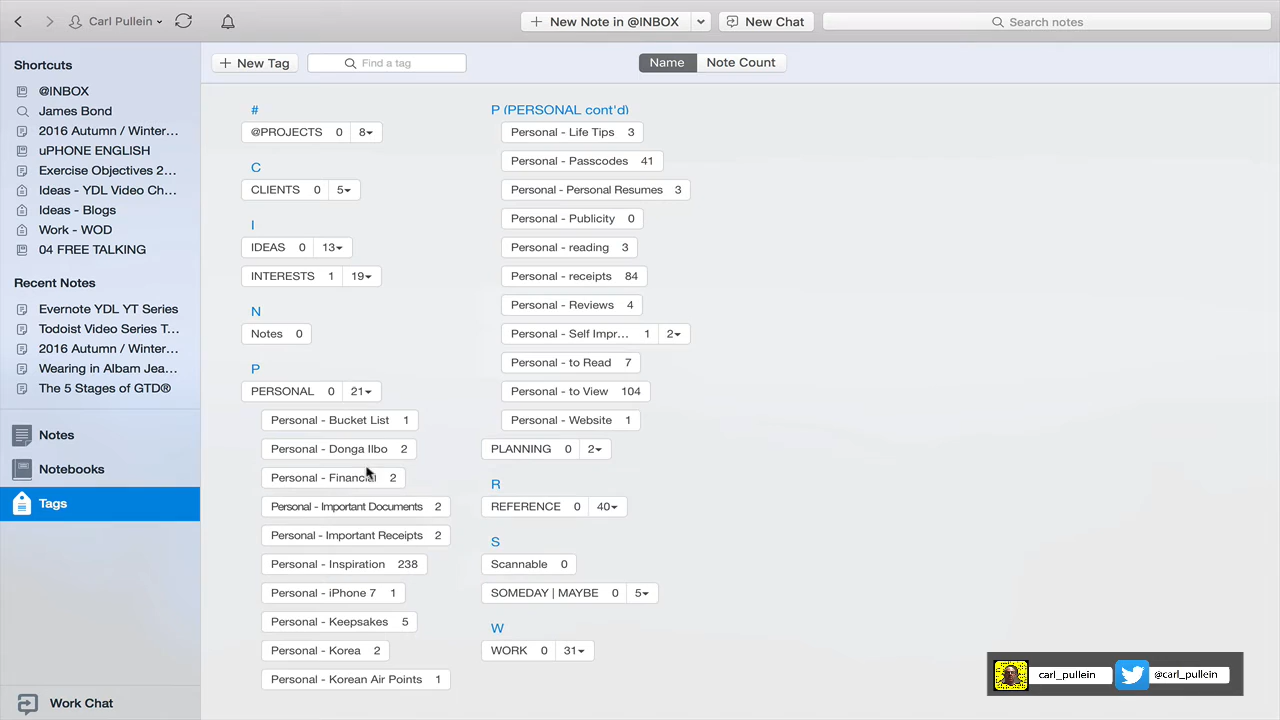 Carl Pullein
New Note in @INBOX
New Chat
Search notes
Shortcuts
@INBOX
James Bond
2016 Autumn / Winter...
uPHONE ENGLISH
Exercise Objectives 2...
Ideas - YDL Video Ch...
Ideas - Blogs
Work - WOD
04 FREE TALKING
Recent Notes
Evernote YDL YT Series
Todoist Video Series T...
2016 Autumn / Winter...
Wearing in Albam Jea...
The 5 Stages of GTD®
Notes
Notebooks
Tags
Work Chat
New Tag
Find a tag
Name
Note Count
#
@PROJECTS 0 8
C
CLIENTS 0 5
I
IDEAS 0 13
INTERESTS 1 19
N
Notes 0
P
PERSONAL 0 21
Personal - Bucket List 1
Personal - Donga Ilbo 2
Personal - Financial 2
Personal - Important Documents 2
Personal - Important Receipts 2
Personal - Inspiration 238
Personal - iPhone 7 1
Personal - Keepsakes 5
Personal - Korea 2
Personal - Korean Air Points 1
P (PERSONAL cont'd)
Personal - Life Tips 3
Personal - Passcodes 41
Personal - Personal Resumes 3
Personal - Publicity 0
Personal - reading 3
Personal - receipts 84
Personal - Reviews 4
Personal - Self Impr... 1 2
Personal - to Read 7
Personal - to View 104
Personal - Website 1
PLANNING 0 2
R
REFERENCE 0 40
S
Scannable 0
SOMEDAY | MAYBE 0 5
W
WORK 0 31
carl_pullein
@carl_pullein